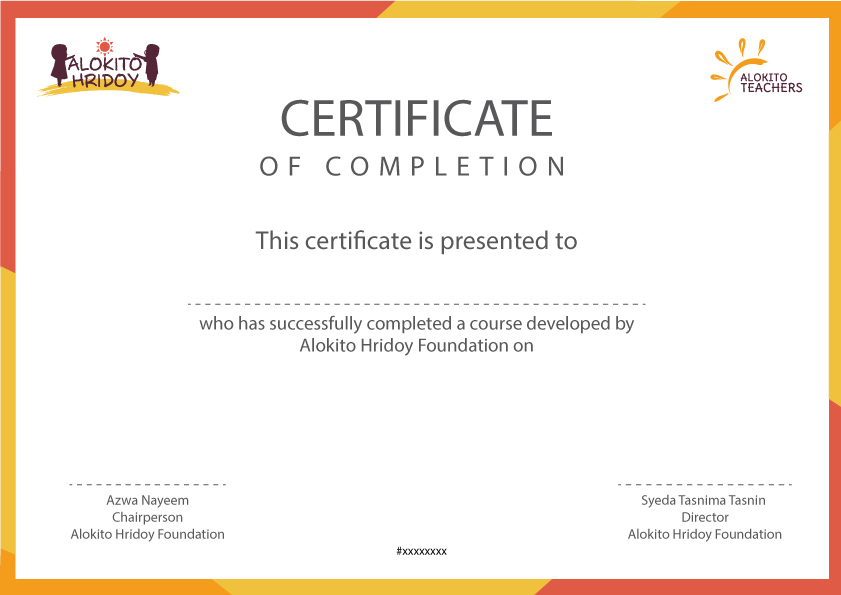 ALOKITO
HRIDOY
ALOKITO
TEACHERS
CERTIFICATE
OF COMPLETION
This certificate is presented to
who has successfully completed a course developed by
Alokito Hridoy Foundation on
Azwa Nayeem
Chairperson
Alokito Hridoy Foundation
Syeda Tasnima Tasnin
Director
Alokito Hridoy Foundation
#xxxxxxxx